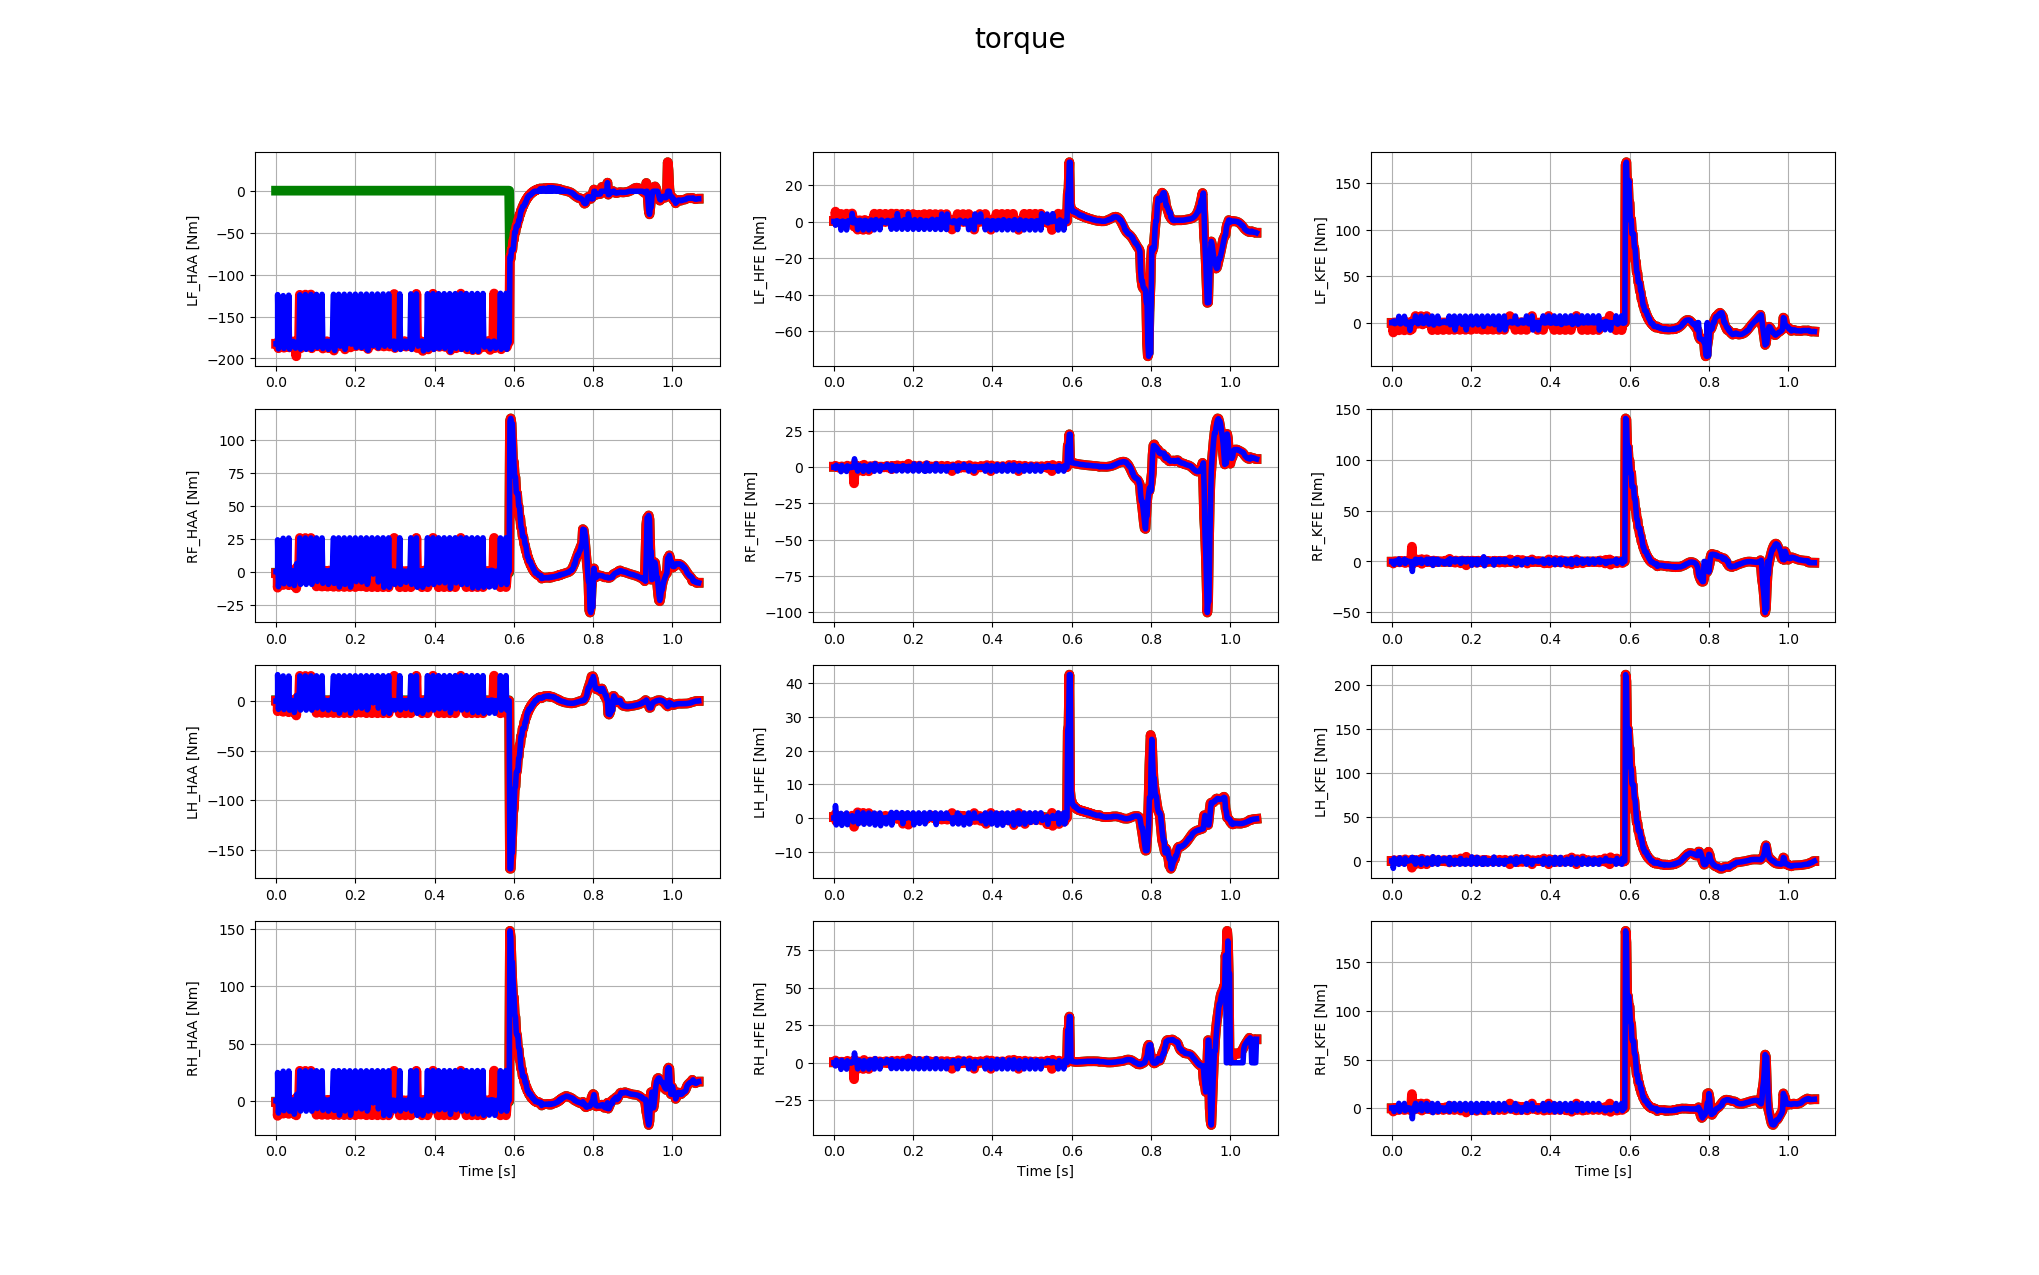 torque
LF_HAA [Nm]
0
−50
−100
−150
−200
0.0 0.2 0.4 0.6 0.8 1.0
LF_HFE [Nm]
20
0
−20
−40
−60
0.0 0.2 0.4 0.6 0.8 1.0
LF_KFE [Nm]
150
100
50
0
0.0 0.2 0.4 0.6 0.8 1.0
RF_HAA [Nm]
100
75
50
25
0
−25
0.0 0.2 0.4 0.6 0.8 1.0
RF_HFE [Nm]
25
0
−25
−50
−75
−100
0.0 0.2 0.4 0.6 0.8 1.0
RF_KFE [Nm]
150
100
50
0
−50
0.0 0.2 0.4 0.6 0.8 1.0
LH_HAA [Nm]
0
−50
−100
−150
0.0 0.2 0.4 0.6 0.8 1.0
LH_HFE [Nm]
40
30
20
10
0
−10
0.0 0.2 0.4 0.6 0.8 1.0
LH_KFE [Nm]
200
150
100
50
0
0.0 0.2 0.4 0.6 0.8 1.0
RH_HAA [Nm]
150
100
50
0
0.0 0.2 0.4 0.6 0.8 1.0
Time [s]
RH_HFE [Nm]
75
50
25
0
−25
0.0 0.2 0.4 0.6 0.8 1.0
Time [s]
RH_KFE [Nm]
150
100
50
0
0.0 0.2 0.4 0.6 0.8 1.0
Time [s]